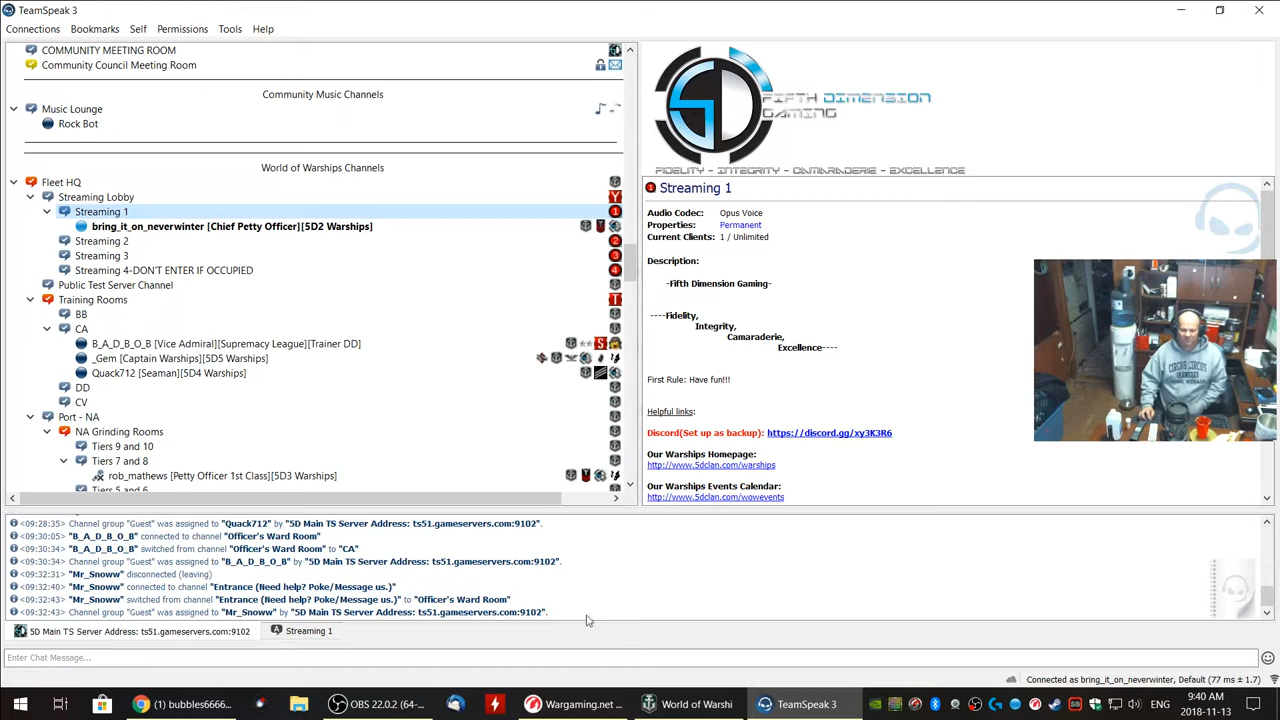 TeamSpeak 3
Connections Bookmarks Self Permissions Tools Help
COMMUNITY MEETING ROOM
Community Council Meeting Room
Community Music Channels
Music Lounge
Rock Bot
World of Warships Channels
Fleet HQ
Streaming Lobby
Streaming 1
bring_it_on_neverwinter [Chief Petty Officer][5D2 Warships]
Streaming 2
Streaming 3
Streaming 4-DON'T ENTER IF OCCUPIED
Public Test Server Channel
Training Rooms
BB
CA
B_A_D_B_O_B [Vice Admiral][Supremacy League][Trainer DD]
_Gem [Captain Warships][5D5 Warships]
Quack712 [Seaman][5D4 Warships]
DD
CV
Port - NA
NA Grinding Rooms
Tiers 9 and 10
Tiers 7 and 8
rob_mathews [Petty Officer 1st Class][5D3 Warships]
Tiers 5 and 6
FIFTH DIMENSION
GAMING
FIDELITY - INTEGRITY - CAMARADERIE - EXCELLENCE
Streaming 1
Audio Codec: Opus Voice
Properties: Permanent
Current Clients: 1 / Unlimited
Description:
-Fifth Dimension Gaming-
----Fidelity,
Integrity,
Camaraderie,
Excellence----
First Rule: Have fun!!!
Helpful links:
Discord(Set up as backup): https://discord.gg/xy3K3R6
Our Warships Homepage:
http://www.5dclan.com/warships
Our Warships Events Calendar:
http://www.5dclan.com/wowevents
CIRCUS CIRCUS
<09:28:35> Channel group "Guest" was assigned to "Quack712" by "5D Main TS Server Address: ts51.gameservers.com:9102".
<09:30:05> "B_A_D_B_O_B" connected to channel "Officer's Ward Room"
<09:30:34> "B_A_D_B_O_B" switched from channel "Officer's Ward Room" to "CA"
<09:30:34> Channel group "Guest" was assigned to "B_A_D_B_O_B" by "5D Main TS Server Address: ts51.gameservers.com:9102".
<09:32:31> "Mr_Snoww" disconnected (leaving)
<09:32:40> "Mr_Snoww" connected to channel "Entrance (Need help? Poke/Message us.)"
<09:32:43> "Mr_Snoww" switched from channel "Entrance (Need help? Poke/Message us.)" to "Officer's Ward Room"
<09:32:43> Channel group "Guest" was assigned to "Mr_Snoww" by "5D Main TS Server Address: ts51.gameservers.com:9102".
5D Main TS Server Address: ts51.gameservers.com:9102 Streaming 1
Enter Chat Message...
Connected as bring_it_on_neverwinter, Default (77 ms ± 1.7)
(1) bubbles6666... OBS 22.0.2 (64-... Wargaming.net ... World of Warshi TeamSpeak 3 ENG 9:40 AM
2018-11-13